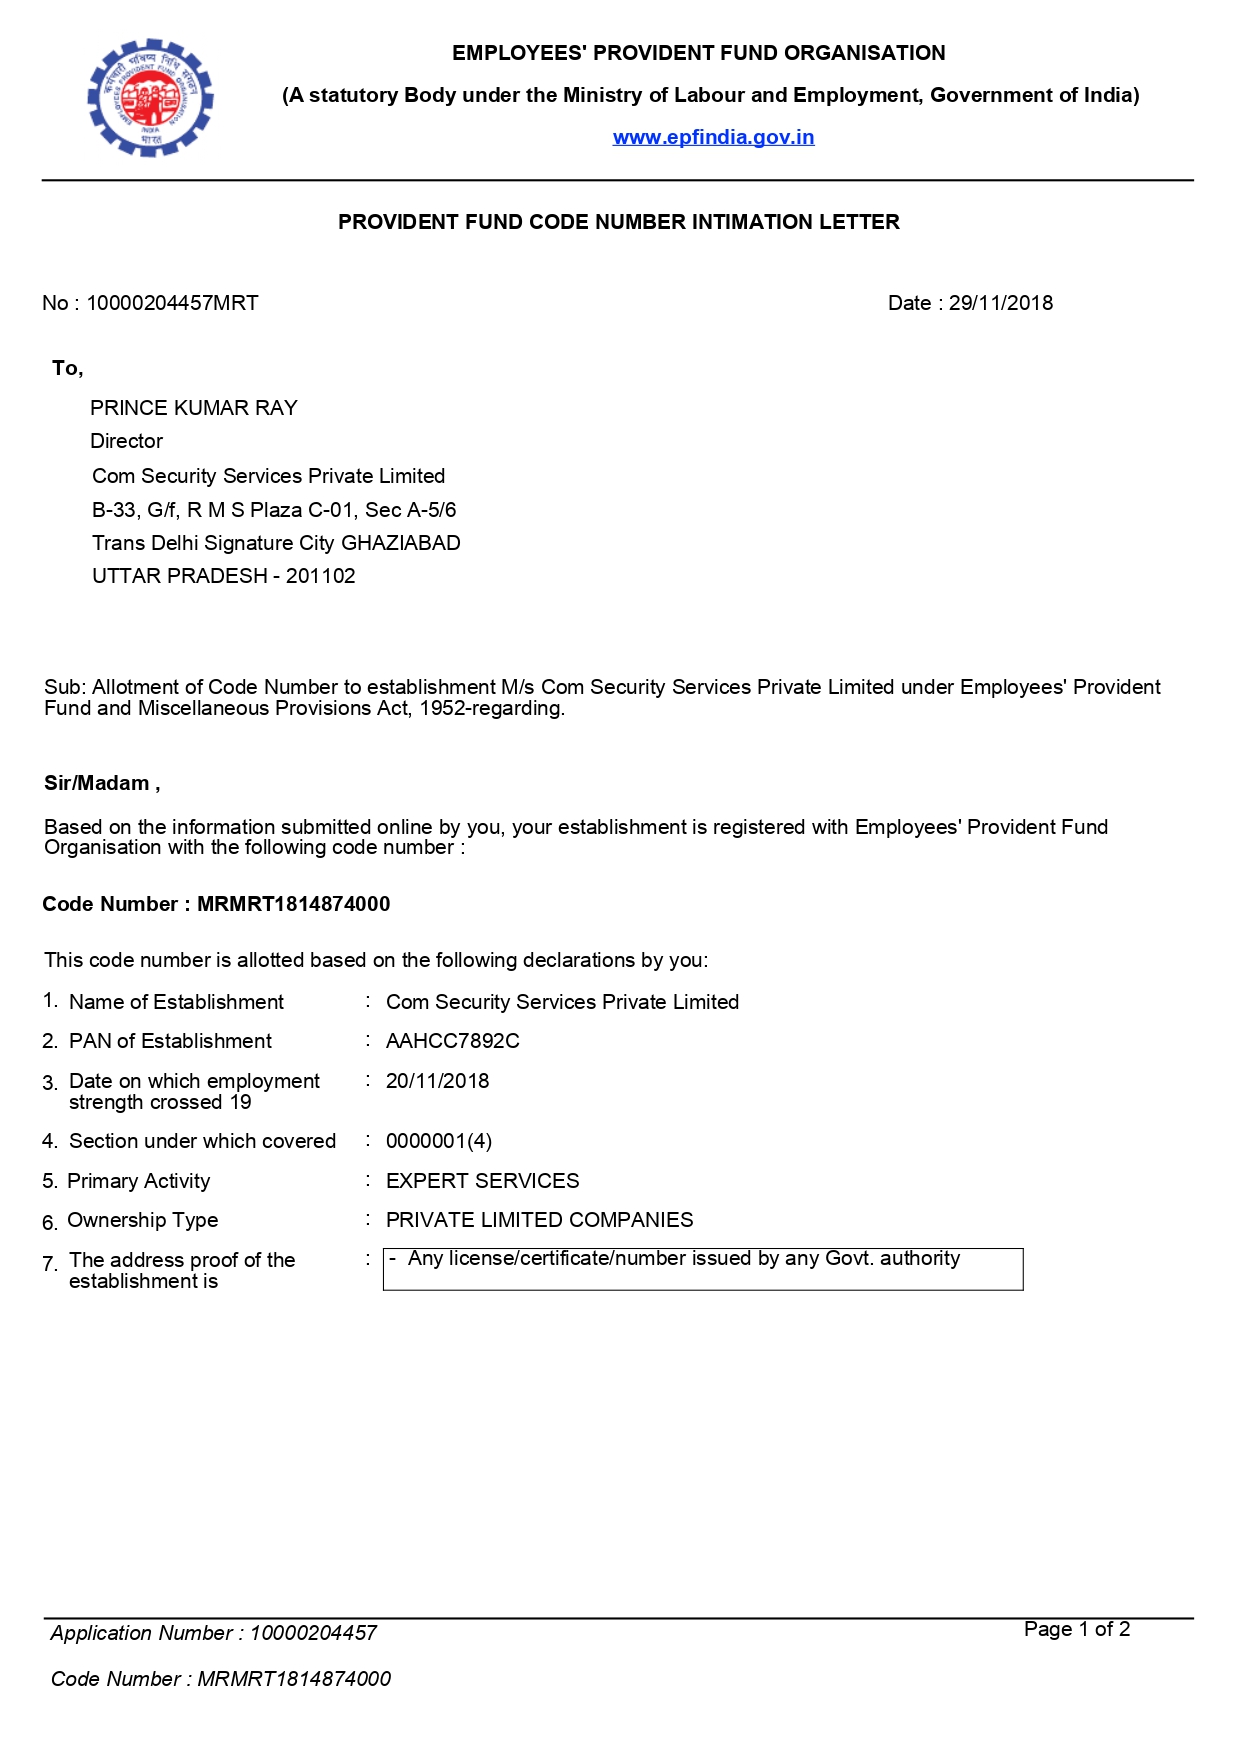 कर्मचारी भविष्य निधि संगठन
EMPLOYEES PROVIDENT FUND ORGANISATION
INDIA
भारत
EMPLOYEES' PROVIDENT FUND ORGANISATION
(A statutory Body under the Ministry of Labour and Employment, Government of India)
www.epfindia.gov.in
PROVIDENT FUND CODE NUMBER INTIMATION LETTER
No : 10000204457MRT Date : 29/11/2018
To,
PRINCE KUMAR RAY
Director
Com Security Services Private Limited
B-33, G/f, R M S Plaza C-01, Sec A-5/6
Trans Delhi Signature City GHAZIABAD
UTTAR PRADESH - 201102
Sub: Allotment of Code Number to establishment M/s Com Security Services Private Limited under Employees' Provident
Fund and Miscellaneous Provisions Act, 1952-regarding.
Sir/Madam ,
Based on the information submitted online by you, your establishment is registered with Employees' Provident Fund
Organisation with the following code number :
Code Number : MRMRT1814874000
This code number is allotted based on the following declarations by you:
1. Name of Establishment : Com Security Services Private Limited
2. PAN of Establishment : AAHCC7892C
3. Date on which employment : 20/11/2018
strength crossed 19
4. Section under which covered : 0000001(4)
5. Primary Activity : EXPERT SERVICES
6. Ownership Type : PRIVATE LIMITED COMPANIES
7. The address proof of the : - Any license/certificate/number issued by any Govt. authority
establishment is
Application Number : 10000204457 Page 1 of 2
Code Number : MRMRT1814874000